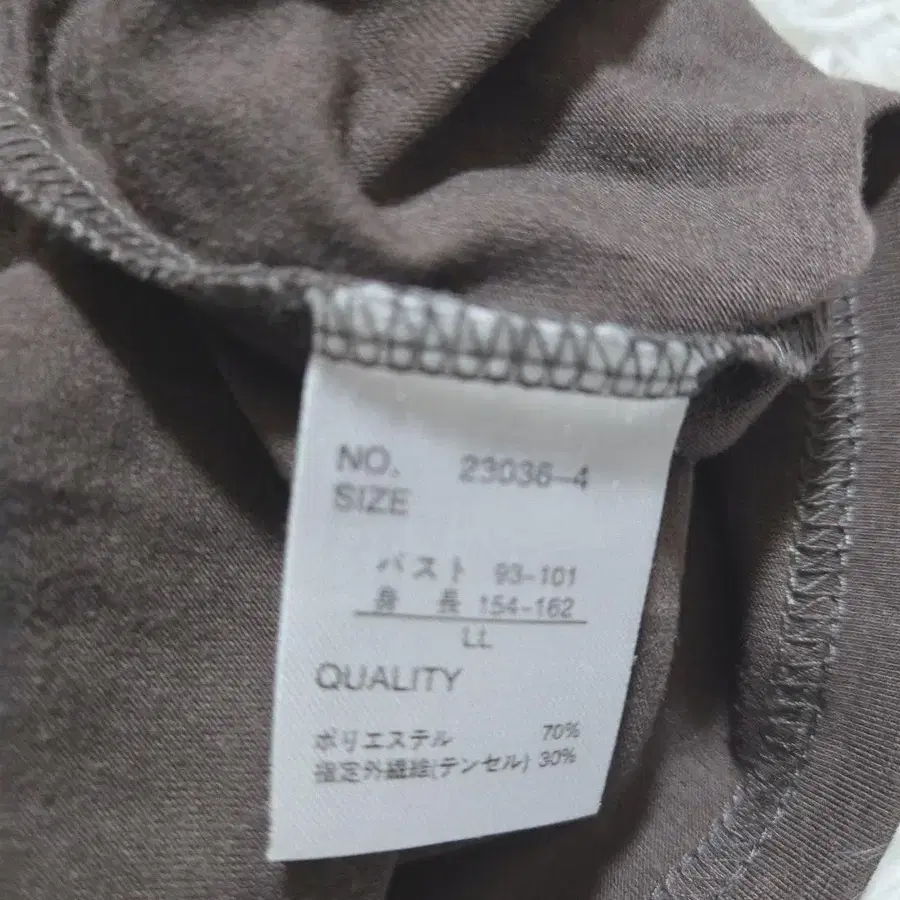 NO. 23036-4
SIZE
バスト 93-101
身長 154-162
LL
QUALITY
ポリエステル 70%
指定外繊維(テンセル) 30%